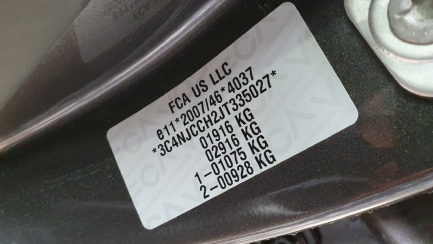 FCA US LLC
e11*2007/46*4037
*3C4NJCCH2JT335027*
01916 KG
02916 KG
1-01075 KG
2-00928 KG